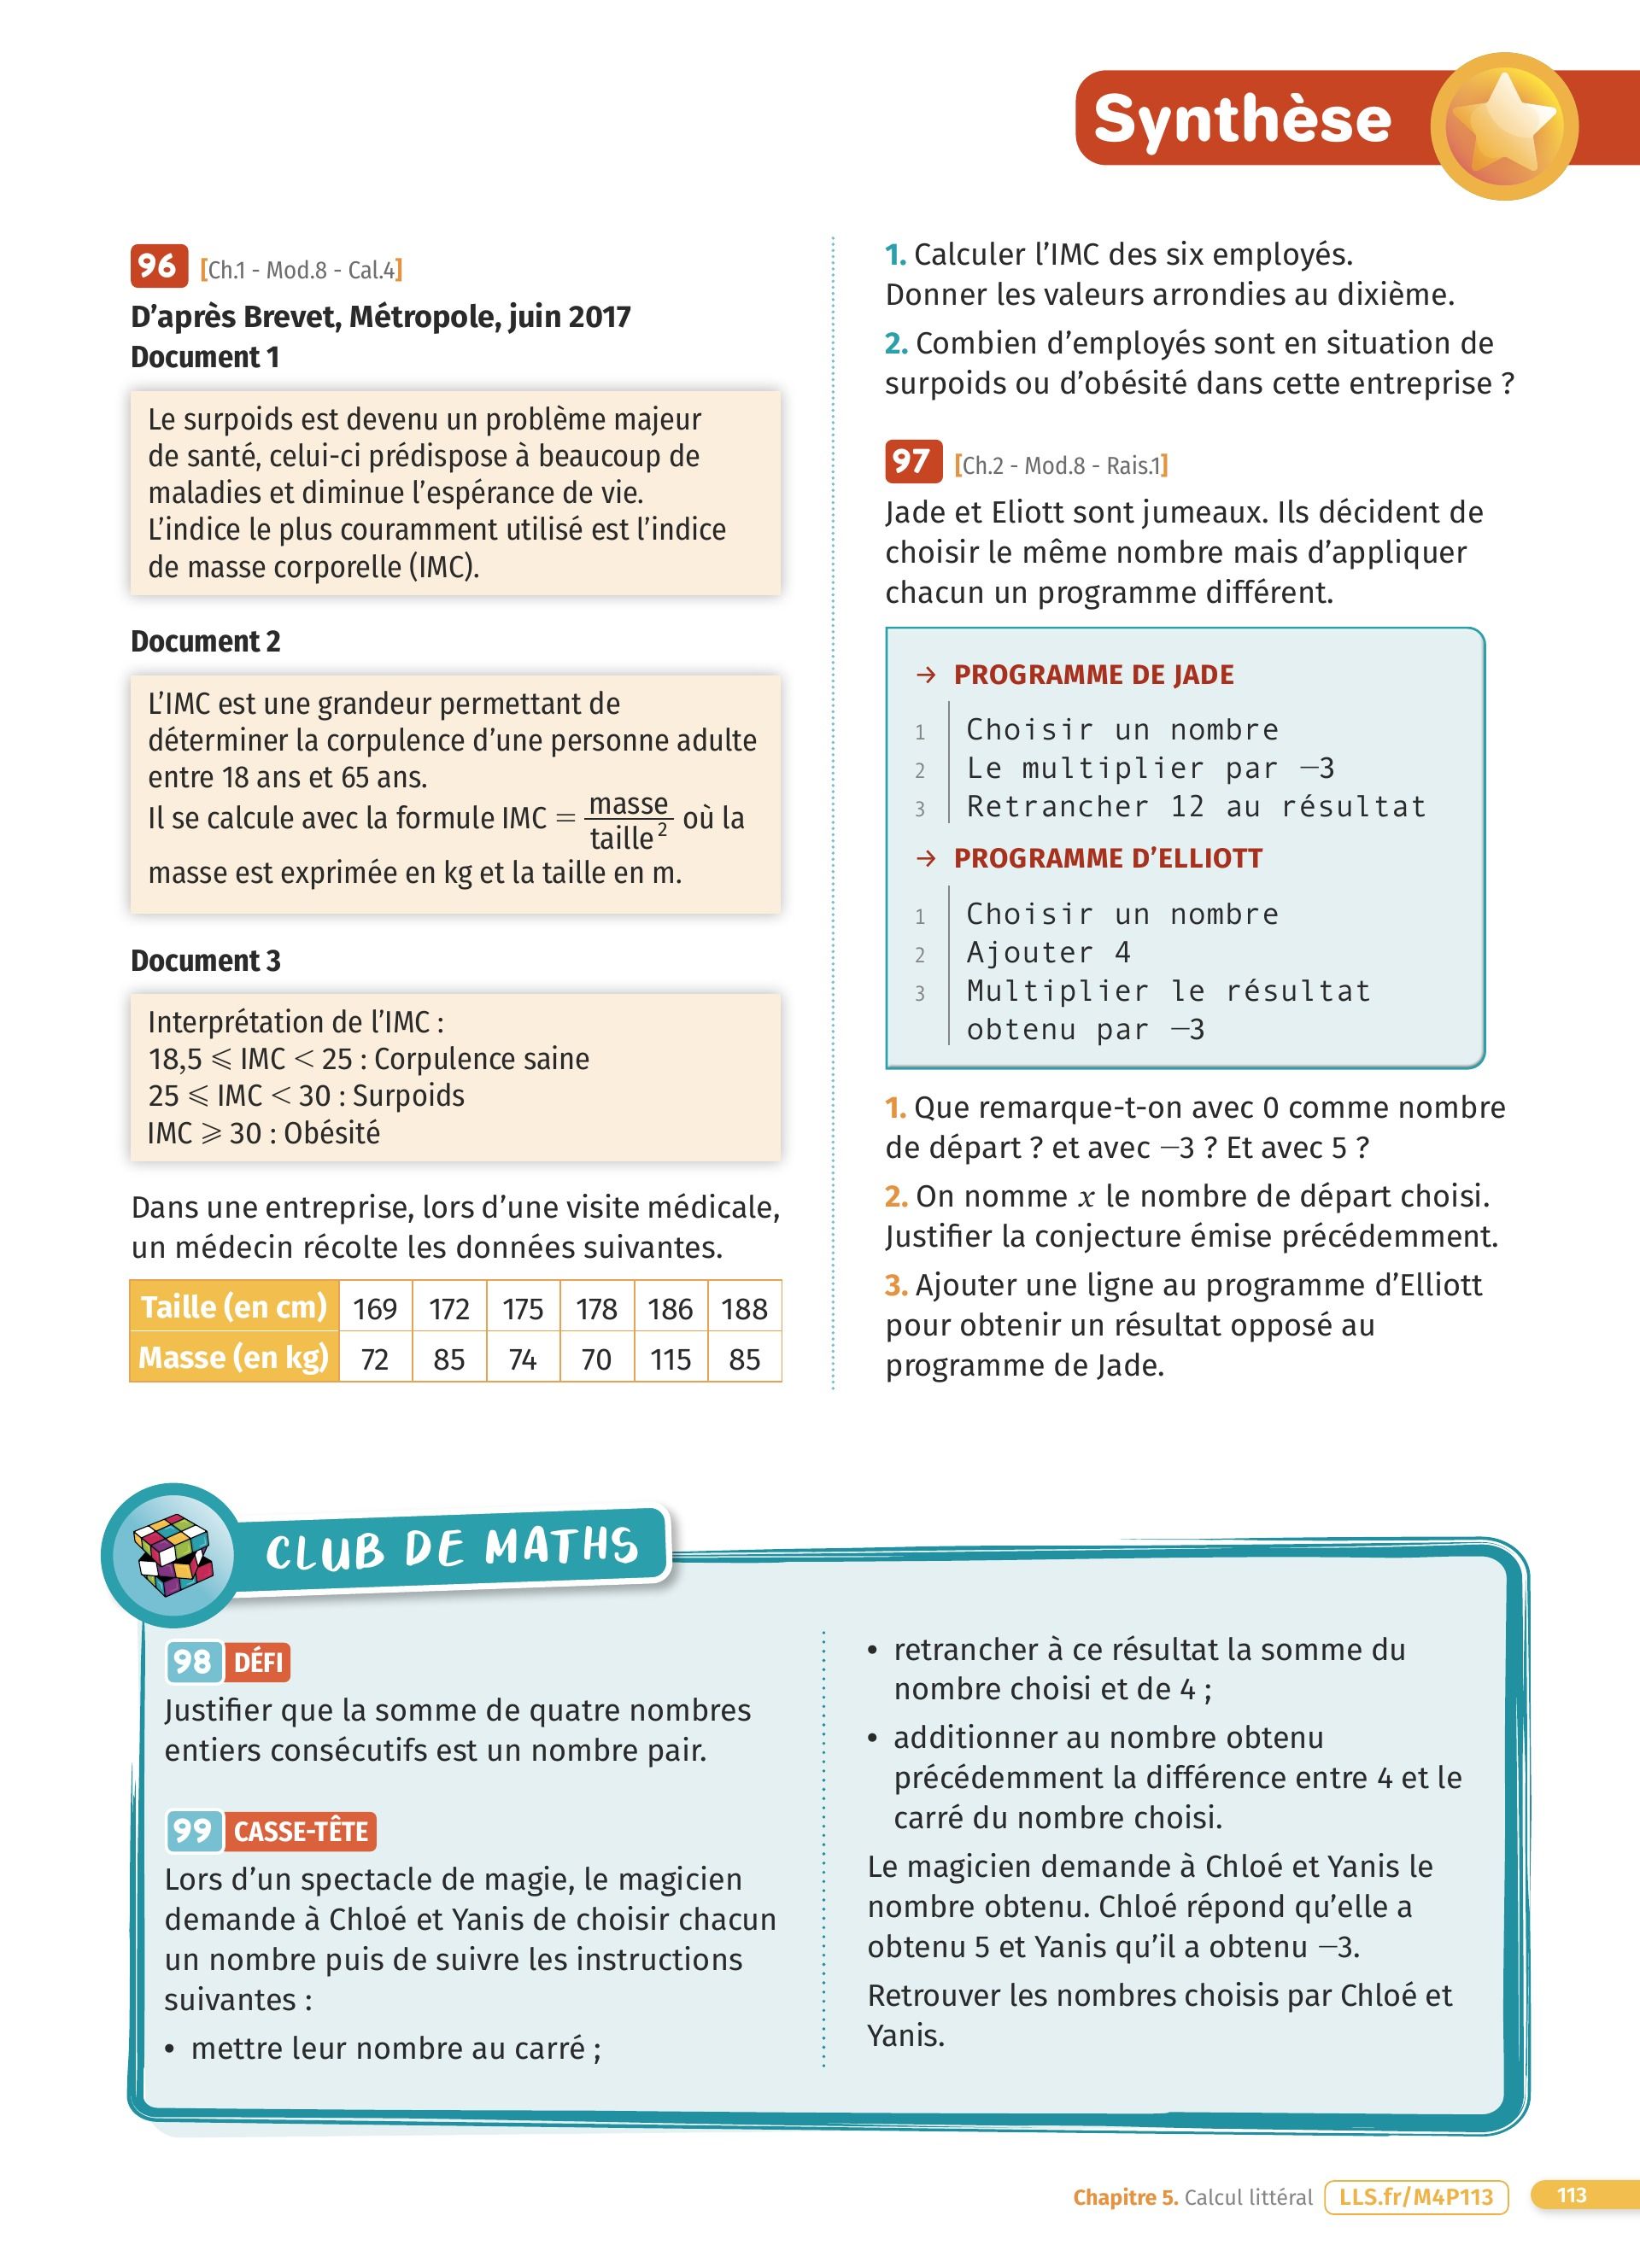 Synthèse
96 [Ch.1 - Mod.8 - Cal.4]
D’après Brevet, Métropole, juin 2017
Document 1
Le surpoids est devenu un problème majeur
de santé, celui-ci prédispose à beaucoup de
maladies et diminue l’espérance de vie.
L’indice le plus couramment utilisé est l’indice
de masse corporelle (IMC).
Document 2
L’IMC est une grandeur permettant de
déterminer la corpulence d’une personne adulte
entre 18 ans et 65 ans.
Il se calcule avec la formule IMC = masse / taille² où la
masse est exprimée en kg et la taille en m.
Document 3
Interprétation de l’IMC :
18,5 ⩽ IMC < 25 : Corpulence saine
25 ⩽ IMC < 30 : Surpoids
IMC ⩾ 30 : Obésité
Dans une entreprise, lors d’une visite médicale,
un médecin récolte les données suivantes.
Taille (en cm) 169 172 175 178 186 188
Masse (en kg) 72 85 74 70 115 85
1. Calculer l’IMC des six employés.
Donner les valeurs arrondies au dixième.
2. Combien d’employés sont en situation de
surpoids ou d’obésité dans cette entreprise ?
97 [Ch.2 - Mod.8 - Rais.1]
Jade et Eliott sont jumeaux. Ils décident de
choisir le même nombre mais d’appliquer
chacun un programme différent.
→ PROGRAMME DE JADE
1 Choisir un nombre
2 Le multiplier par −3
3 Retrancher 12 au résultat
→ PROGRAMME D’ELLIOTT
1 Choisir un nombre
2 Ajouter 4
3 Multiplier le résultat
obtenu par −3
1. Que remarque-t-on avec 0 comme nombre
de départ ? et avec −3 ? Et avec 5 ?
2. On nomme x le nombre de départ choisi.
Justifier la conjecture émise précédemment.
3. Ajouter une ligne au programme d’Elliott
pour obtenir un résultat opposé au
programme de Jade.
CLUB DE MATHS
98 DÉFI
Justifier que la somme de quatre nombres
entiers consécutifs est un nombre pair.
99 CASSE-TÊTE
Lors d’un spectacle de magie, le magicien
demande à Chloé et Yanis de choisir chacun
un nombre puis de suivre les instructions
suivantes :
• mettre leur nombre au carré ;
• retrancher à ce résultat la somme du
nombre choisi et de 4 ;
• additionner au nombre obtenu
précédemment la différence entre 4 et le
carré du nombre choisi.
Le magicien demande à Chloé et Yanis le
nombre obtenu. Chloé répond qu’elle a
obtenu 5 et Yanis qu’il a obtenu −3.
Retrouver les nombres choisis par Chloé et
Yanis.
Chapitre 5. Calcul littéral LLS.fr/M4P113 113